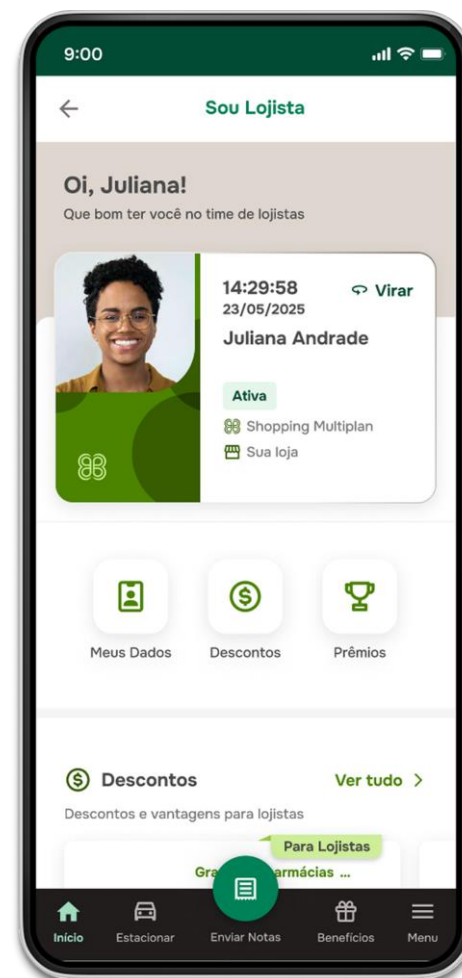 9:00
Sou Lojista
Oi, Juliana!
Que bom ter você no time de lojistas
14:29:58
Virar
23/05/2025
Juliana Andrade
Ativa
Shopping Multiplan
Sua loja
Meus Dados
Descontos
Prêmios
Descontos
Ver tudo
Descontos e vantagens para lojistas
Para Lojistas
Início
Estacionar
Enviar Notas
Benefícios
Menu